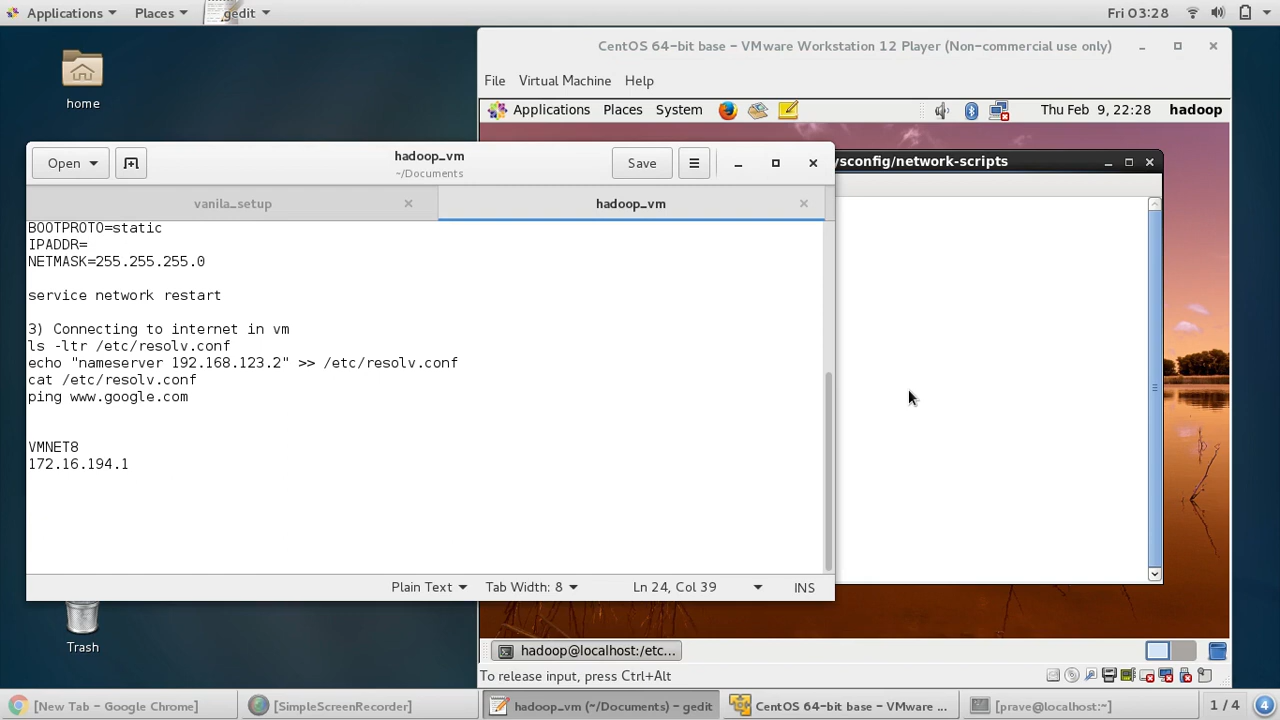 Applications Places gedit Fri 03:28
home
Trash
CentOS 64-bit base - VMware Workstation 12 Player (Non-commercial use only)
File Virtual Machine Help
Applications Places System Thu Feb 9, 22:28 hadoop
ysconfig/network-scripts
Open hadoop_vm Save
~/Documents
vanila_setup hadoop_vm
BOOTPROTO=static
IPADDR=
NETMASK=255.255.255.0
service network restart
3) Connecting to internet in vm
ls -ltr /etc/resolv.conf
echo "nameserver 192.168.123.2" >> /etc/resolv.conf
cat /etc/resolv.conf
ping www.google.com
VMNET8
172.16.194.1
Plain Text Tab Width: 8 Ln 24, Col 39 INS
hadoop@localhost:/etc...
To release input, press Ctrl+Alt
[New Tab - Google Chrome] [SimpleScreenRecorder] hadoop_vm (~/Documents) - gedit CentOS 64-bit base - VMware ... [prave@localhost:~] 1 / 4 4